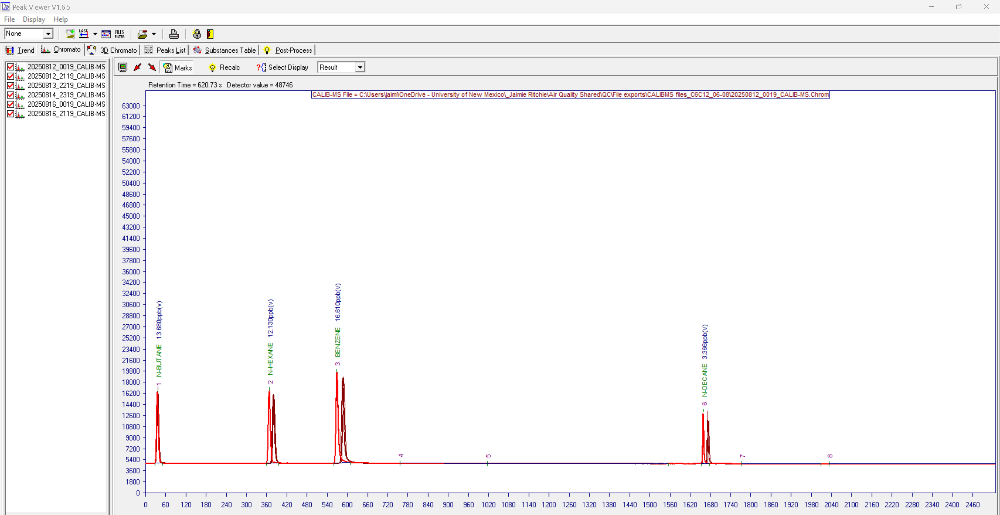 Peak Viewer V1.6.5
File Display Help
None LAST FILES FILTER
Trend Chromato 3D Chromato Peaks List Substances Table Post-Process
Marks Recalc Select Display Result
20250812_0019_CALIB-MS
20250812_2119_CALIB-MS
20250813_2219_CALIB-MS
20250814_2319_CALIB-MS
20250816_0019_CALIB-MS
20250816_2119_CALIB-MS
Retention Time = 620.73 s Detector value = 48746
CALIB-MS File = C:\Users\jaimi\OneDrive - University of New Mexico\_Jaimie Ritchie\Air Quality Shared\QC\File exports\CALIBMS files_C6C12_06-08\20250812_0019_CALIB-MS.Chrom
63000
61200
59400
57600
55800
54000
52200
50400
48600
46800
45000
43200
41400
39600
37800
36000
34200
32400
30600
28800
27000
25200
23400
21600
19800
18000
16200
14400
12600
10800
9000
7200
5400
3600
1800
0
1 N-BUTANE 13.680ppb(v)
2 N-HEXANE 12.130ppb(v)
3 BENZENE 16.610ppb(v)
4
5
6 N-DECANE 3.366ppb(v)
7
8
0 60 120 180 240 300 360 420 480 540 600 660 720 780 840 900 960 1020 1080 1140 1200 1260 1320 1380 1440 1500 1560 1620 1680 1740 1800 1860 1920 1980 2040 2100 2160 2220 2280 2340 2400 2460